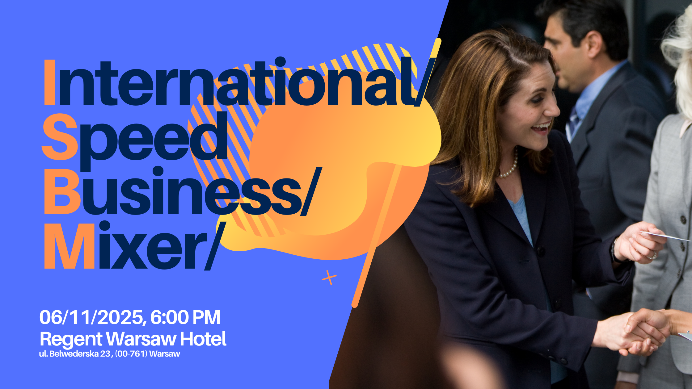 International/
Speed
Business/
Mixer/
06/11/2025, 6:00 PM
Regent Warsaw Hotel
ul. Belwederska 23, (00-761) Warsaw